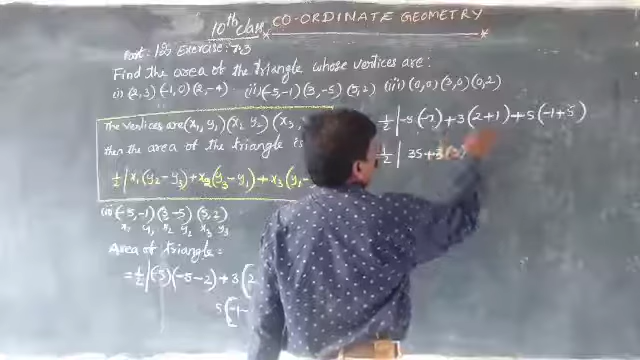 10th class CO-ORDINATE GEOMETRY
Part: 1 Exercise: 7.3
Find the area of the triangle whose vertices are:
(i) (2,3) (-1,0) (2,-4) (ii) (-5,-1) (3,-5) (5,2) (iii) (0,0) (3,0) (0,2)
The vertices are (x₁, y₁) (x₂ y₂) (x₃,
then the area of the triangle is
½ | x₁(y₂-y₃) + x₂(y₃-y₁) + x₃(y₁-
(ii) (-5,-1) (3-5) (5,2)
x₁ y₁ x₂ y₂ x₃ y₃
Area of triangle:
= ½ | (-5)(-5-2) + 3[2
5[-1-
½ | -5(-7) + 3(2+1) + 5(-1+5)
½ | 35+3(3)